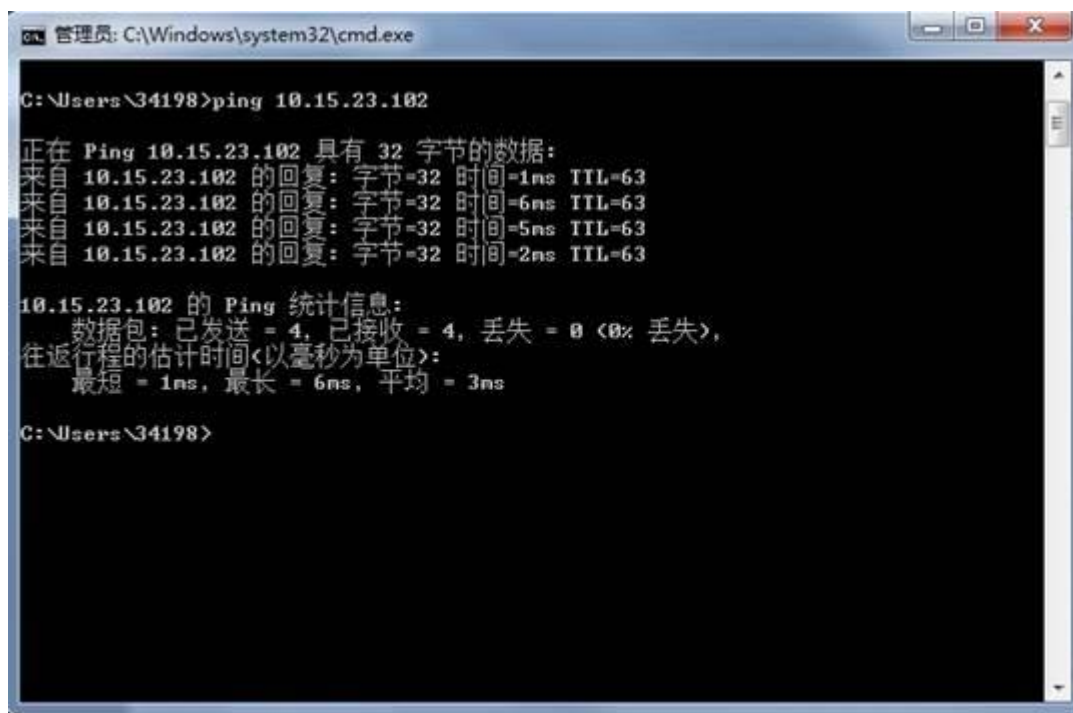 管理员: C:\Windows\system32\cmd.exe
C:\Users\34198>ping 10.15.23.102
正在 Ping 10.15.23.102 具有 32 字节的数据:
来自 10.15.23.102 的回复: 字节=32 时间=1ms TTL=63
来自 10.15.23.102 的回复: 字节=32 时间=6ms TTL=63
来自 10.15.23.102 的回复: 字节=32 时间=5ms TTL=63
来自 10.15.23.102 的回复: 字节=32 时间=2ms TTL=63
10.15.23.102 的 Ping 统计信息:
数据包: 已发送 = 4, 已接收 = 4, 丢失 = 0 (0% 丢失),
往返行程的估计时间(以毫秒为单位):
最短 = 1ms, 最长 = 6ms, 平均 = 3ms
C:\Users\34198>